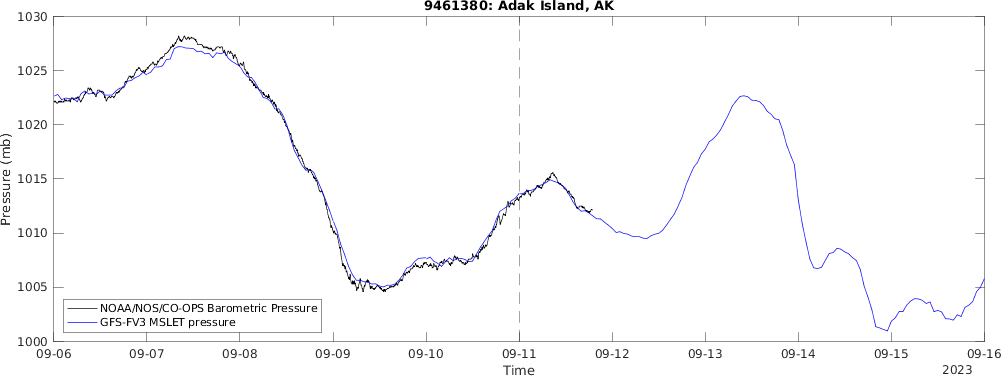 9461380: Adak Island, AK
1030
1025
1020
1015
1010
1005
1000
Pressure (mb)
NOAA/NOS/CO-OPS Barometric Pressure
GFS-FV3 MSLET pressure
09-06 09-07 09-08 09-09 09-10 09-11 09-12 09-13 09-14 09-15 09-16
Time
2023